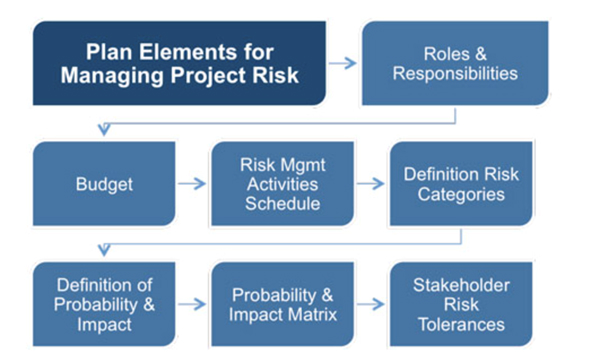 Plan Elements for
Managing Project Risk
Roles &
Responsibilities
Budget
Risk Mgmt
Activities
Schedule
Definition Risk
Categories
Definition of
Probability &
Impact
Probability &
Impact Matrix
Stakeholder
Risk
Tolerances